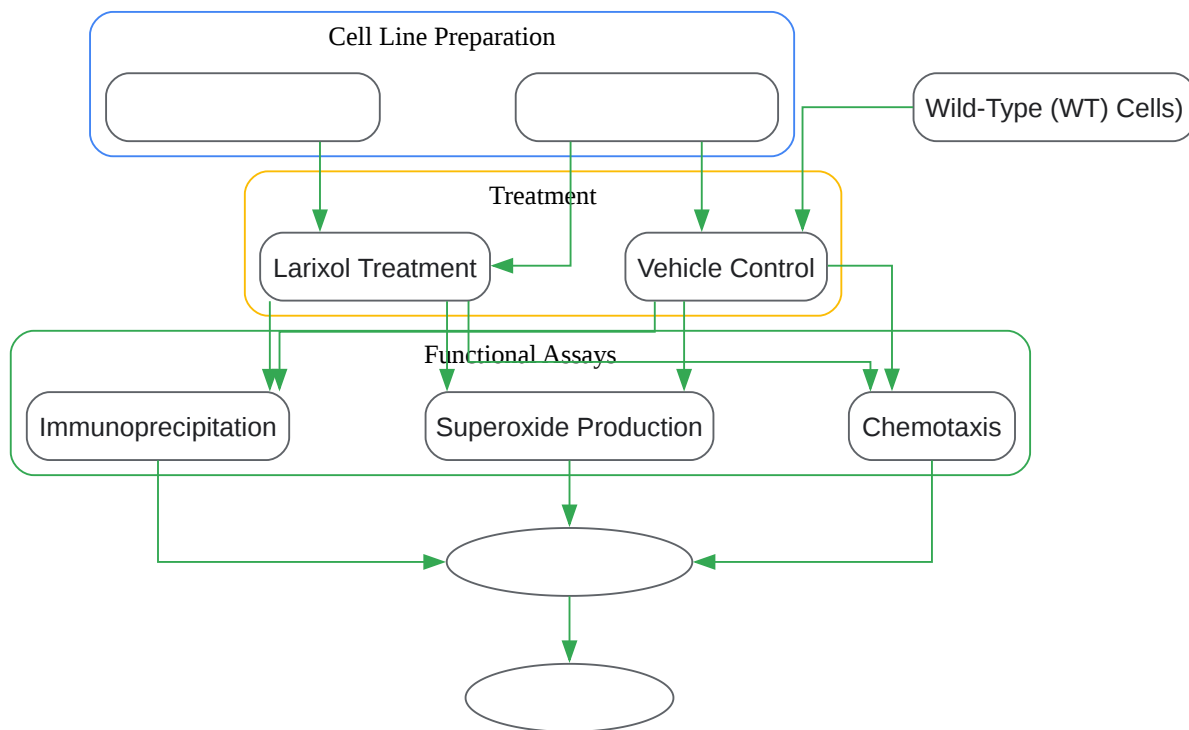 Cell Line Preparation
Wild-Type (WT) Cells)
Treatment
Larixol Treatment
Vehicle Control
Functional Assays
Immunoprecipitation
Superoxide Production
Chemotaxis